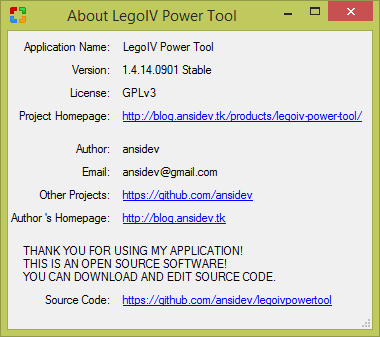 About LegoIV Power Tool
Application Name: LegoIV Power Tool
Version: 1.4.14.0901 Stable
License: GPLv3
Project Homepage: http://blog.ansidev.tk/products/legoiv-power-tool/
Author: ansidev
Email: ansidev@gmail.com
Other Projects: https://github.com/ansidev
Author 's Homepage: http://blog.ansidev.tk
THANK YOU FOR USING MY APPLICATION!
THIS IS AN OPEN SOURCE SOFTWARE!
YOU CAN DOWNLOAD AND EDIT SOURCE CODE.
Source Code: https://github.com/ansidev/legoivpowertool